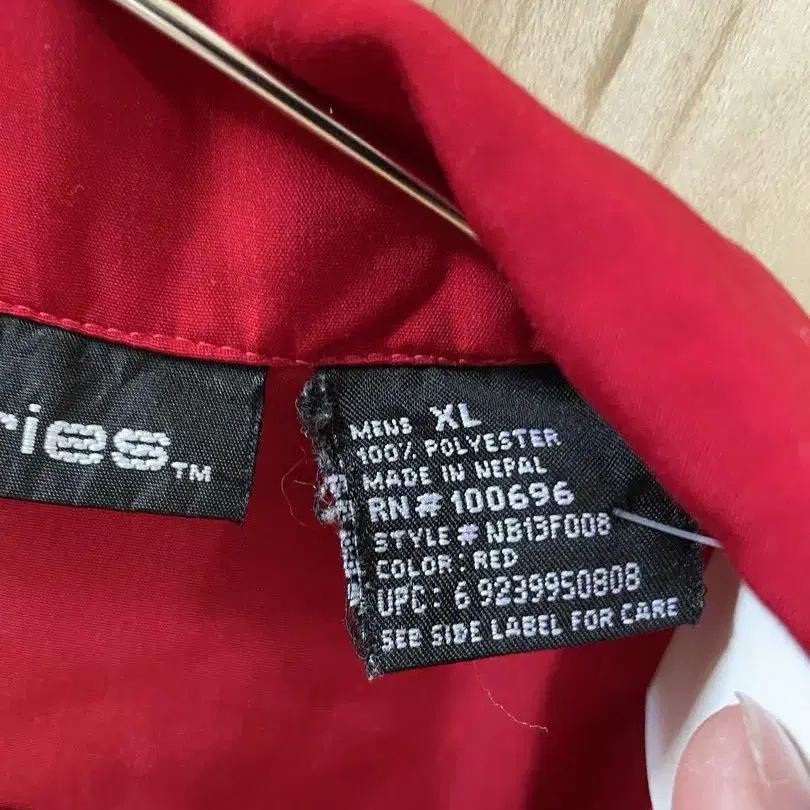 ries™
MENS XL
100% POLYESTER
MADE IN NEPAL
RN # 100696
STYLE # NB13F008
COLOR : RED
UPC : 6 9239950808
SEE SIDE LABEL FOR CARE